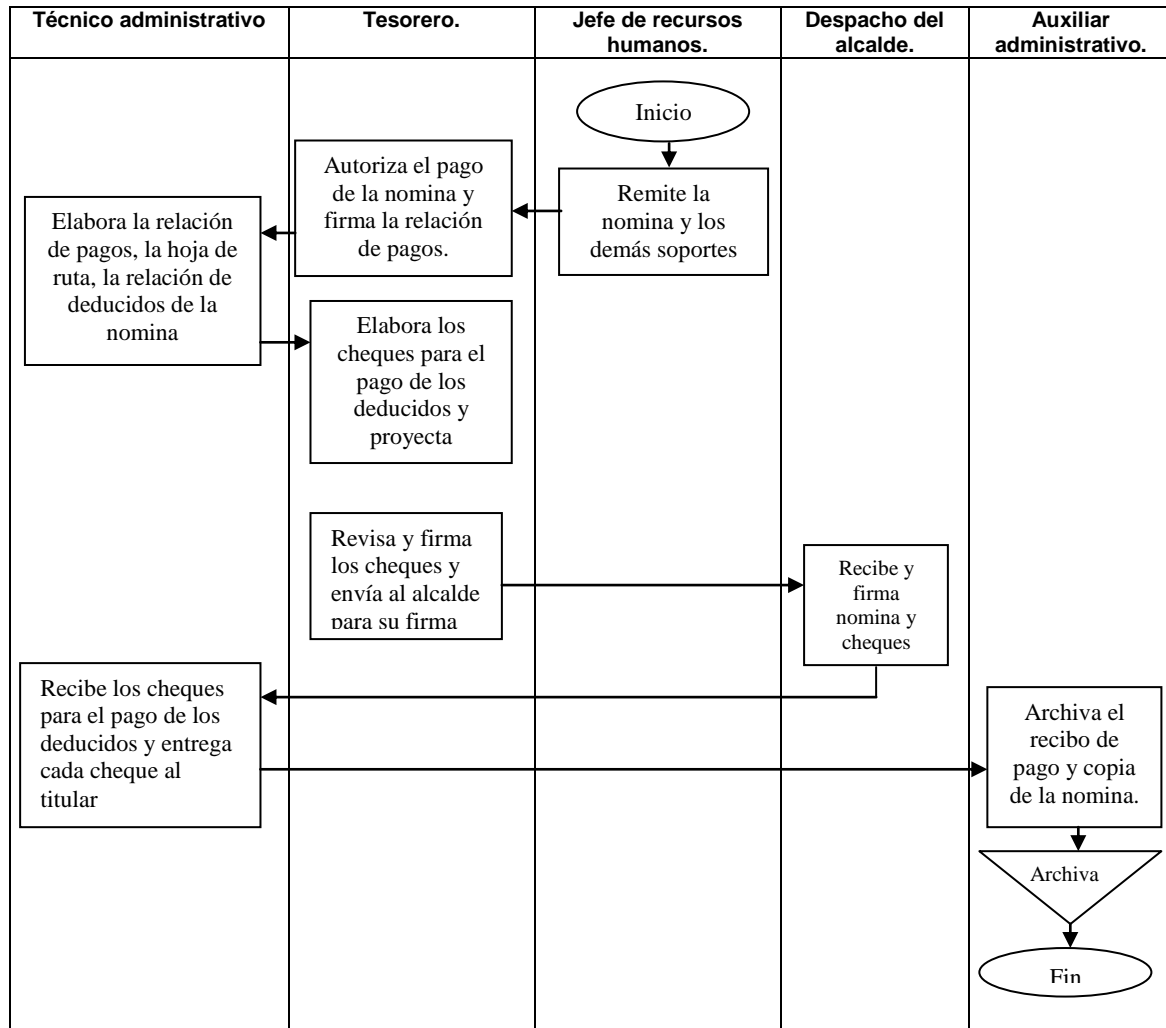 Técnico administrativo
Tesorero.
Jefe de recursos
humanos.
Despacho del
alcalde.
Auxiliar
administrativo.
Inicio
Remite la
nomina y los
demás soportes
Autoriza el pago
de la nomina y
firma la relación
de pagos.
Elabora la relación
de pagos, la hoja de
ruta, la relación de
deducidos de la
nomina
Elabora los
cheques para el
pago de los
deducidos y
proyecta
Revisa y firma
los cheques y
envía al alcalde
para su firma
Recibe y
firma
nomina y
cheques
Recibe los cheques
para el pago de los
deducidos y entrega
cada cheque al
titular
Archiva el
recibo de
pago y copia
de la nomina.
Archiva
Fin